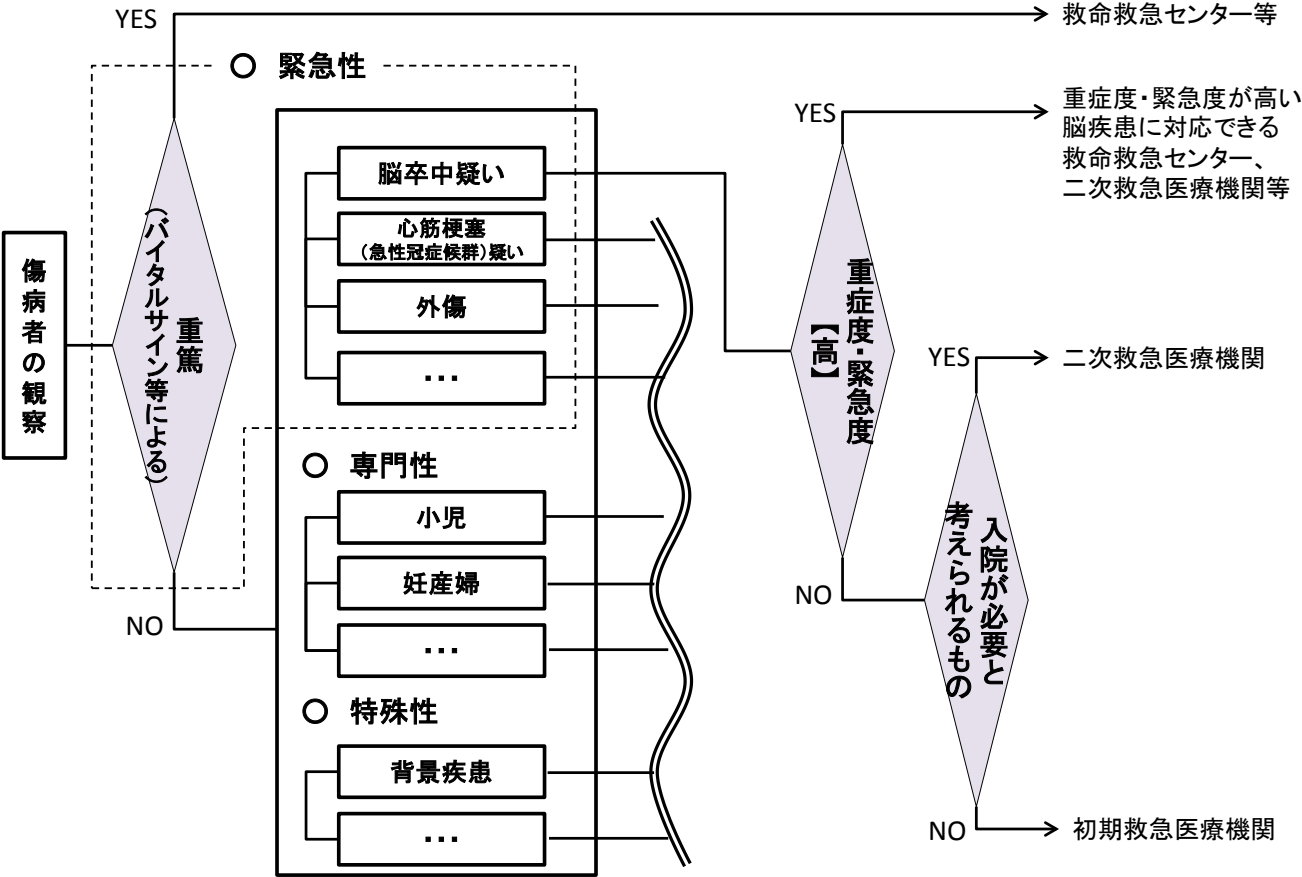 YES
救命救急センター等
○ 緊急性
YES
重症度・緊急度が高い
脳疾患に対応できる
救命救急センター、
二次救急医療機関等
脳卒中疑い
心筋梗塞
（急性冠症候群）疑い
外傷
・・・
傷病者の観察
重篤
（バイタルサイン等による）
重症度・緊急度
【高】
YES
二次救急医療機関
○ 専門性
小児
妊産婦
・・・
NO
NO
入院が必要と
考えられるもの
○ 特殊性
背景疾患
・・・
NO
初期救急医療機関